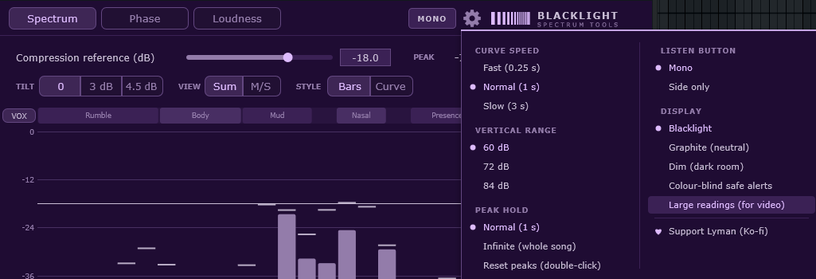 Spectrum
Phase
Loudness
MONO
BLACKLIGHT
SPECTRUM TOOLS
Compression reference (dB)
-18.0
PEAK
TILT
0
3 dB
4.5 dB
VIEW
Sum
M/S
STYLE
Bars
Curve
VOX
Rumble
Body
Mud
Nasal
Presence
0
-12
-24
-36
CURVE SPEED
Fast (0.25 s)
Normal (1 s)
Slow (3 s)
VERTICAL RANGE
60 dB
72 dB
84 dB
PEAK HOLD
Normal (1 s)
Infinite (whole song)
Reset peaks (double-click)
LISTEN BUTTON
Mono
Side only
DISPLAY
Blacklight
Graphite (neutral)
Dim (dark room)
Colour-blind safe alerts
Large readings (for video)
Support Lyman (Ko-fi)